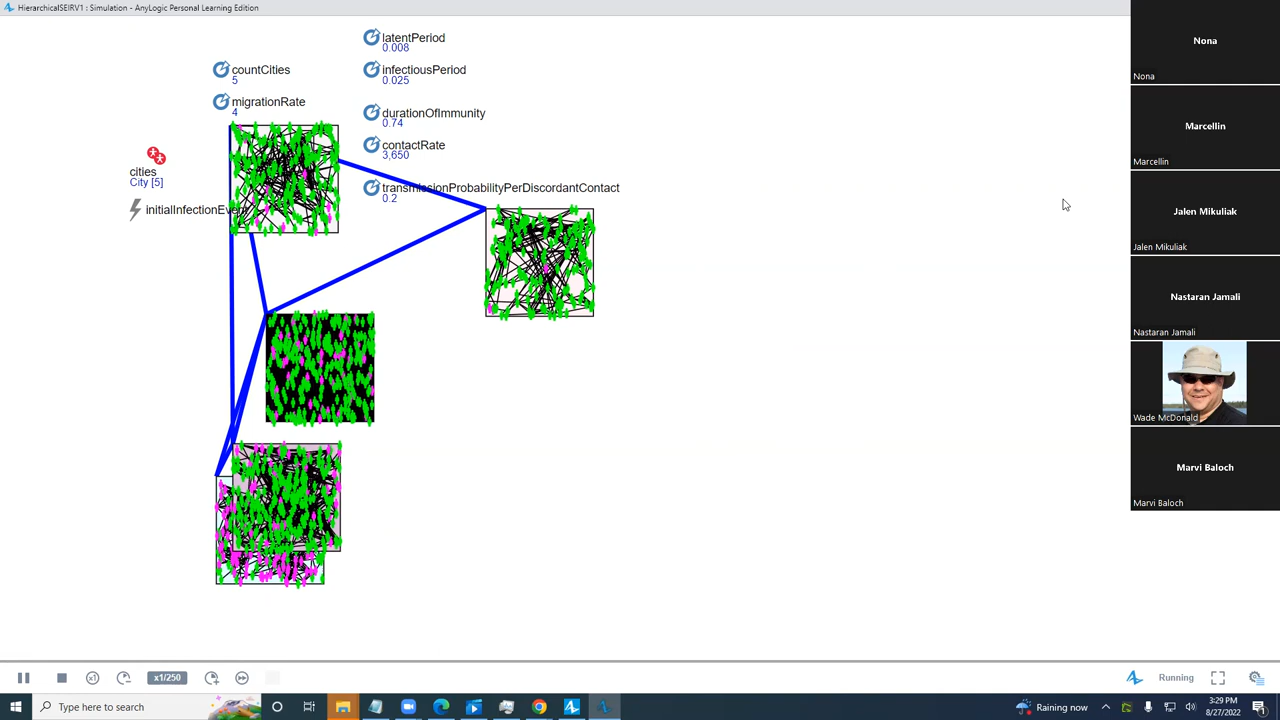 HierarchicalSEIRV1 : Simulation - AnyLogic Personal Learning Edition
latentPeriod
0.008
countCities
5
infectiousPeriod
0.025
migrationRate
4
durationOfImmunity
0.74
contactRate
3,650
cities
City [5]
transmissionProbabilityPerDiscordantContact
0.2
initialInfectionEvent
Nona
Nona
Marcellin
Marcellin
Jalen Mikuliak
Jalen Mikuliak
Nastaran Jamali
Nastaran Jamali
Wade McDonald
Marvi Baloch
Marvi Baloch
x1
x1/250
Running
Type here to search
Raining now
3:29 PM
8/27/2022
1